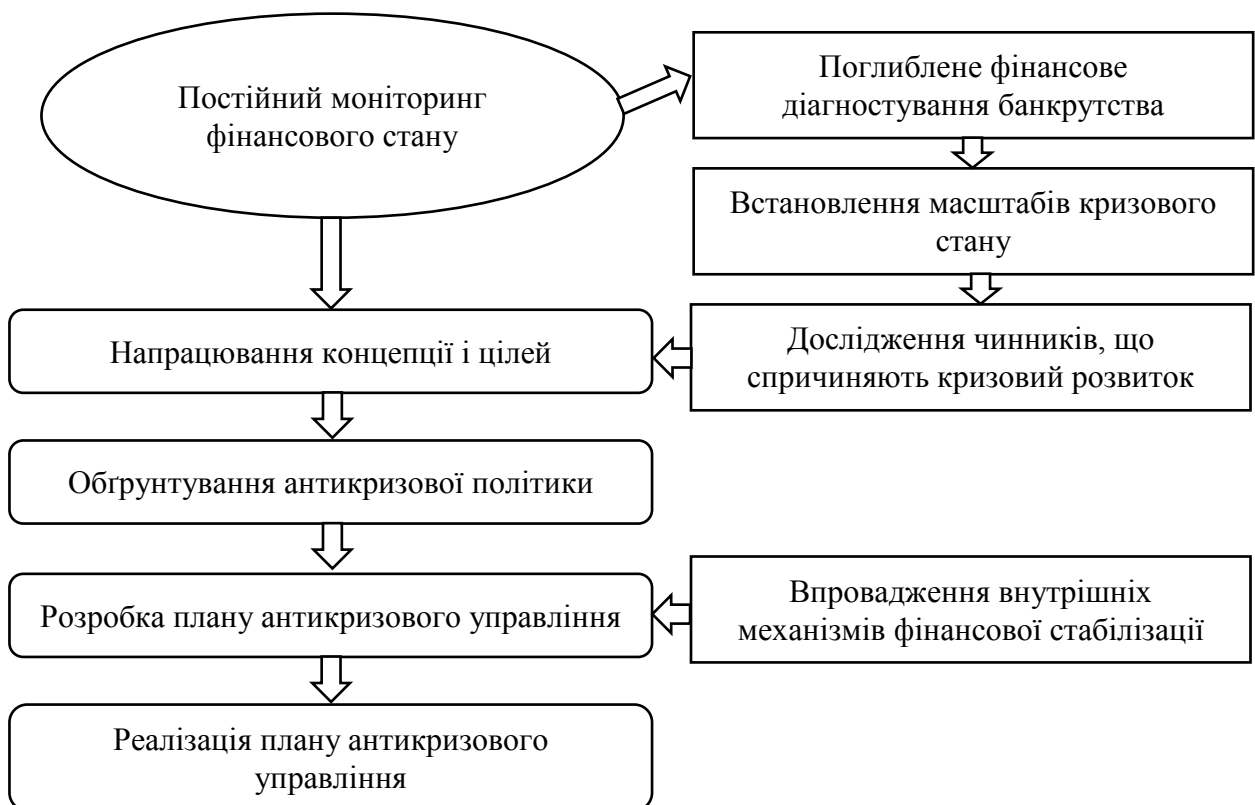 Постійний моніторинг
фінансового стану
Поглиблене фінансове
діагностування банкрутства
Встановлення масштабів кризового
стану
Дослідження чинників, що
спричиняють кризовий розвиток
Напрацювання концепції і цілей
Обґрунтування антикризової політики
Розробка плану антикризового управління
Впровадження внутрішніх
механізмів фінансової стабілізації
Реалізація плану антикризового
управління